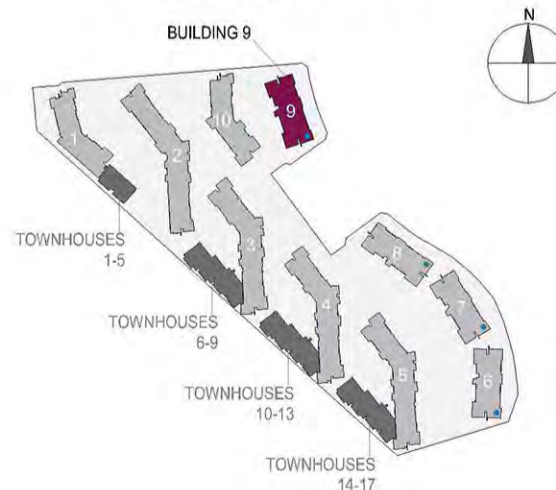 N
BUILDING 9
9
10
1
2
TOWNHOUSES
1-5
3
8
TOWNHOUSES
6-9
4
7
TOWNHOUSES
10-13
5
6
TOWNHOUSES
14-17